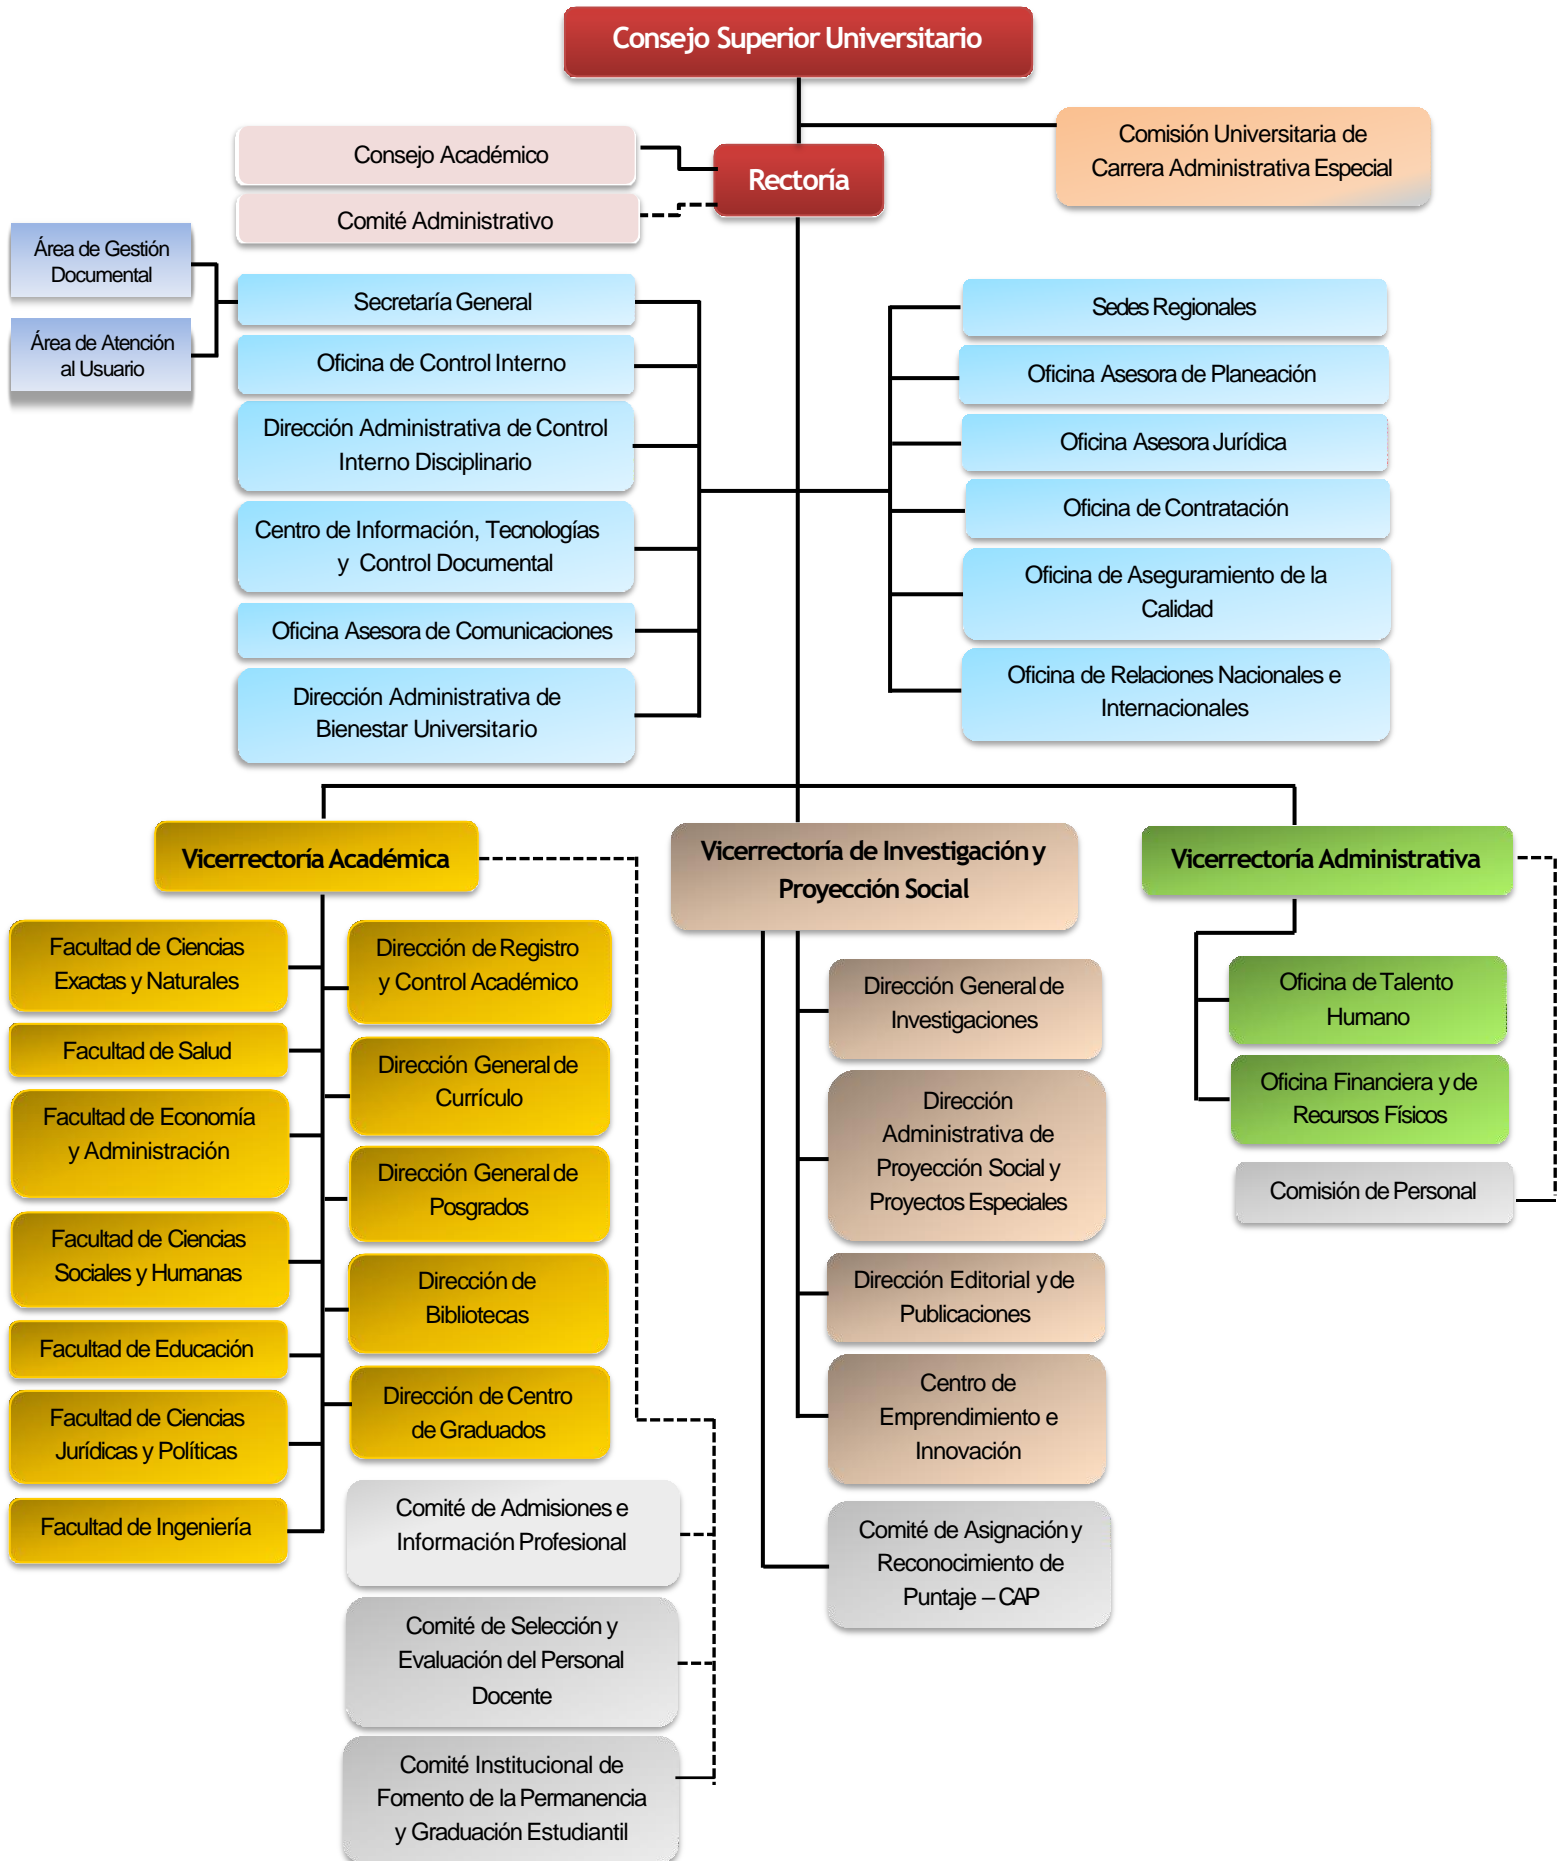 Consejo Superior Universitario
Comisión Universitaria de
Carrera Administrativa Especial
Consejo Académico
Rectoría
Comité Administrativo
Área de Gestión
Documental
Área de Atención
al Usuario
Secretaría General
Oficina de Control Interno
Dirección Administrativa de Control
Interno Disciplinario
Centro de Información, Tecnologías
y Control Documental
Oficina Asesora de Comunicaciones
Dirección Administrativa de
Bienestar Universitario
Sedes Regionales
Oficina Asesora de Planeación
Oficina Asesora Jurídica
Oficina de Contratación
Oficina de Aseguramiento de la
Calidad
Oficina de Relaciones Nacionales e
Internacionales
Vicerrectoría Académica
Facultad de Ciencias
Exactas y Naturales
Facultad de Salud
Facultad de Economía
y Administración
Facultad de Ciencias
Sociales y Humanas
Facultad de Educación
Facultad de Ciencias
Jurídicas y Políticas
Facultad de Ingeniería
Dirección de Registro
y Control Académico
Dirección General de
Currículo
Dirección General de
Posgrados
Dirección de
Bibliotecas
Dirección de Centro
de Graduados
Comité de Admisiones e
Información Profesional
Comité de Selección y
Evaluación del Personal
Docente
Comité Institucional de
Fomento de la Permanencia
y Graduación Estudiantil
Vicerrectoría de Investigación y
Proyección Social
Dirección General de
Investigaciones
Dirección
Administrativa de
Proyección Social y
Proyectos Especiales
Dirección Editorial y de
Publicaciones
Centro de
Emprendimiento e
Innovación
Comité de Asignación y
Reconocimiento de
Puntaje – CAP
Vicerrectoría Administrativa
Oficina de Talento
Humano
Oficina Financiera y de
Recursos Físicos
Comisión de Personal